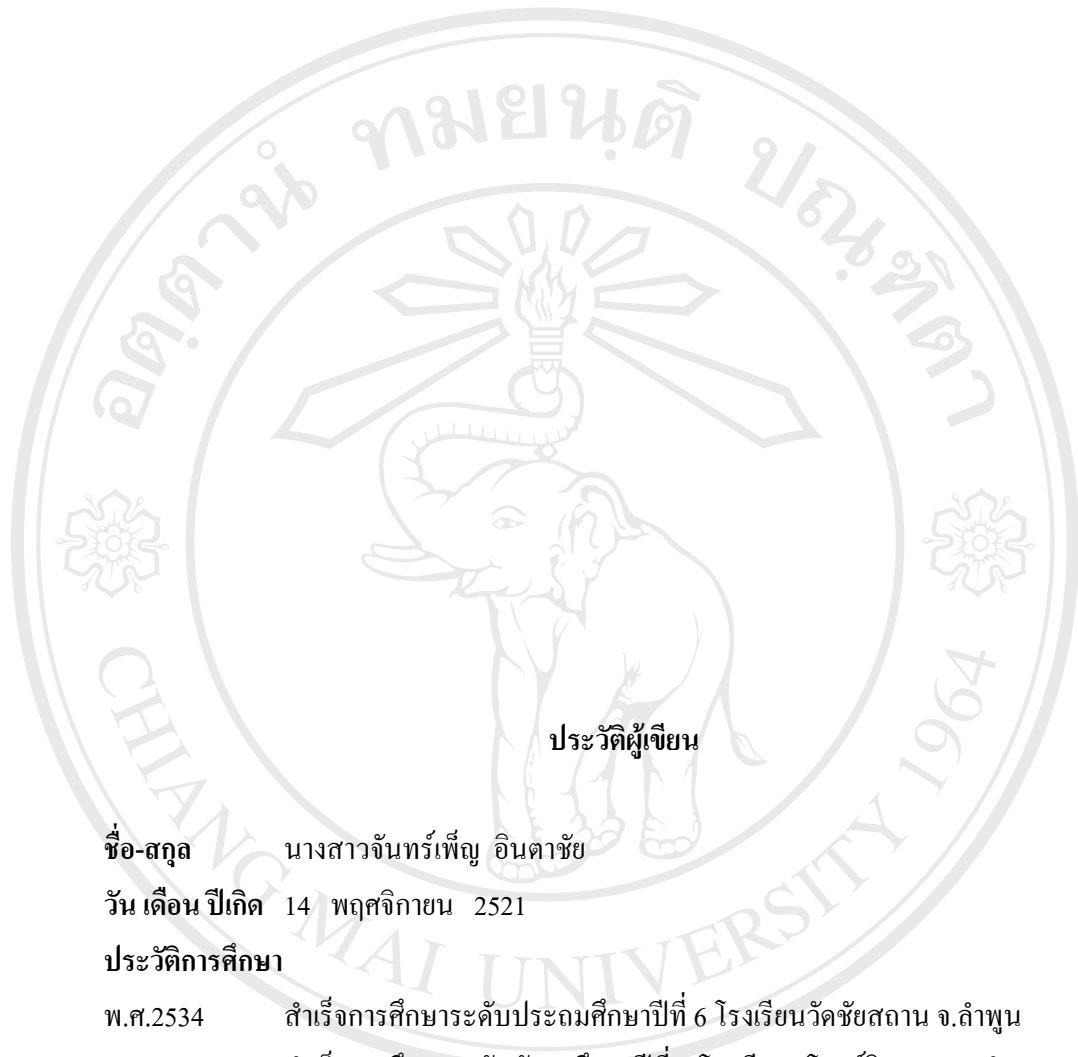 อตฺตานํ ทมยนฺติ ปณฺฑิตา
ประวัติผู้เขียน
ชื่อ-สกุล นางสาวจันทร์เพ็ญ อินตาชัย
วัน เดือน ปีเกิด 14 พฤศจิกายน 2521
ประวัติการศึกษา
พ.ศ.2534 สำเร็จการศึกษาระดับประถมศึกษาปีที่ 6 โรงเรียนวัดชัยสถาน จ.ลำพูน
CHIANG MAI UNIVERSITY 1964